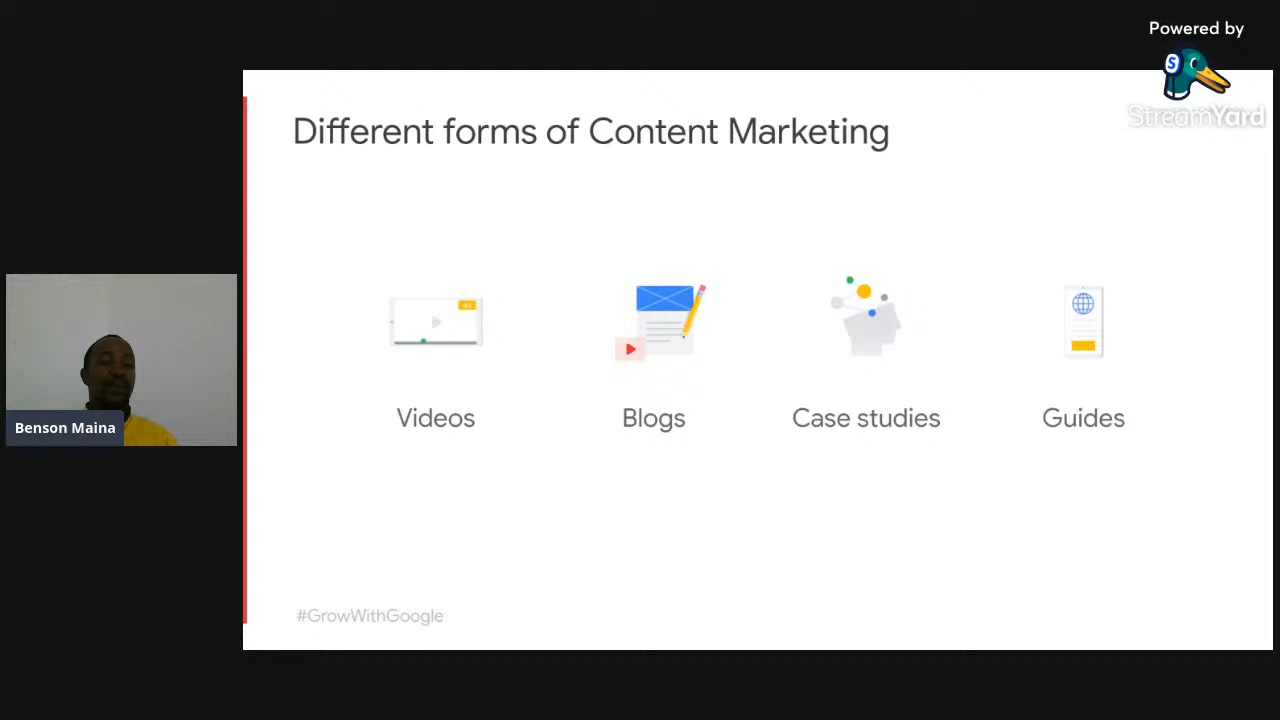 Powered by
StreamYard
Different forms of Content Marketing
Videos
Blogs
Case studies
Guides
Benson Maina
#GrowWithGoogle